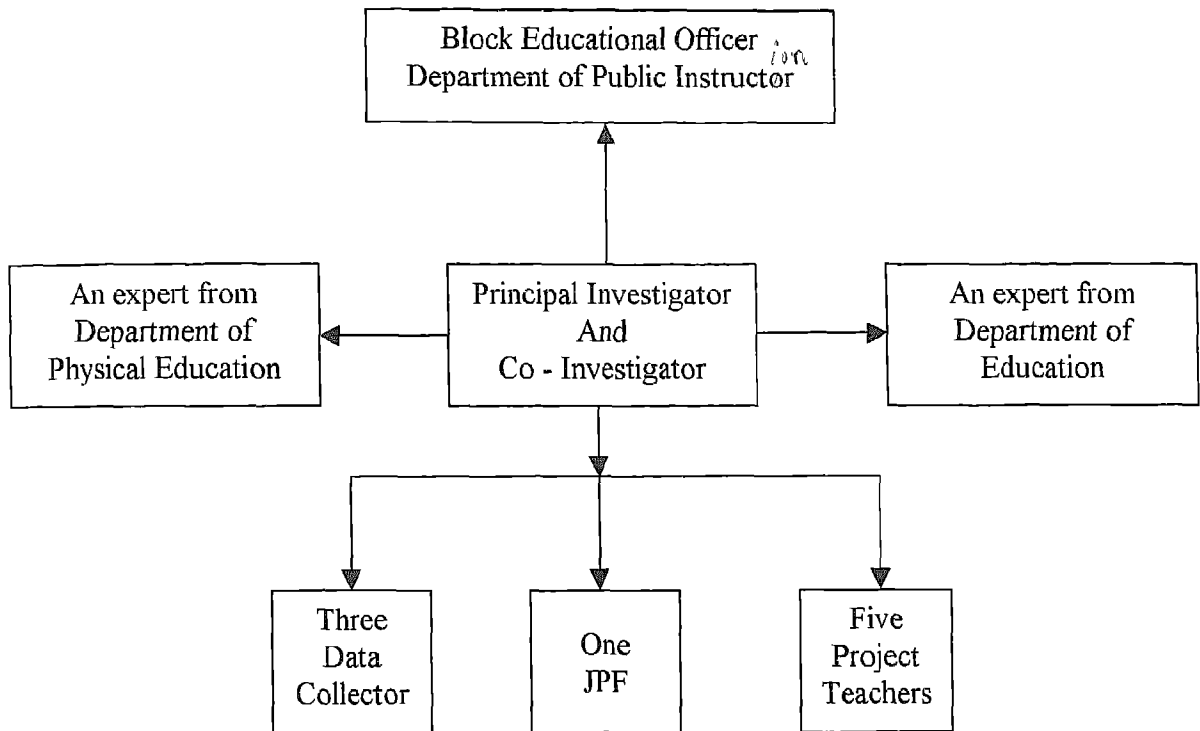 Block Educational Officer
ion
Department of Public Instructor
An expert from
Department of
Physical Education
Principal Investigator
And
Co - Investigator
An expert from
Department of
Education
Three
Data
Collector
One
JPF
Five
Project
Teachers